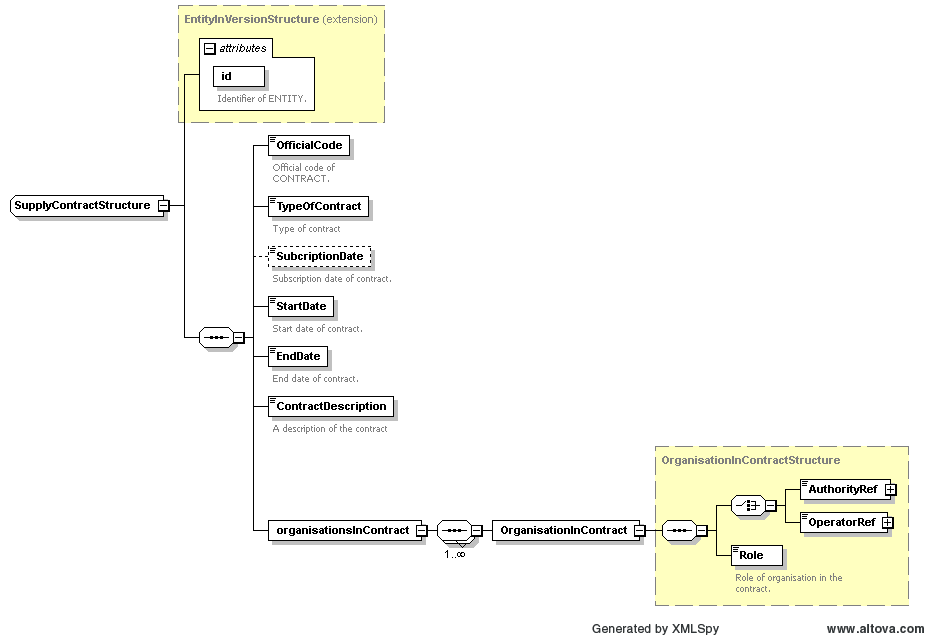 EntityInVersionStructure (extension)
attributes
id
Identifier of ENTITY.
OfficialCode
Official code of
CONTRACT.
SupplyContractStructure
TypeOfContract
Type of contract
SubcriptionDate
Subscription date of contract.
StartDate
Start date of contract.
EndDate
End date of contract.
ContractDescription
A description of the contract
OrganisationInContractStructure
AuthorityRef
OperatorRef
organisationsInContract
1..∞
OrganisationInContract
Role
Role of organisation in the
contract.
Generated by XMLSpy
www.altova.com